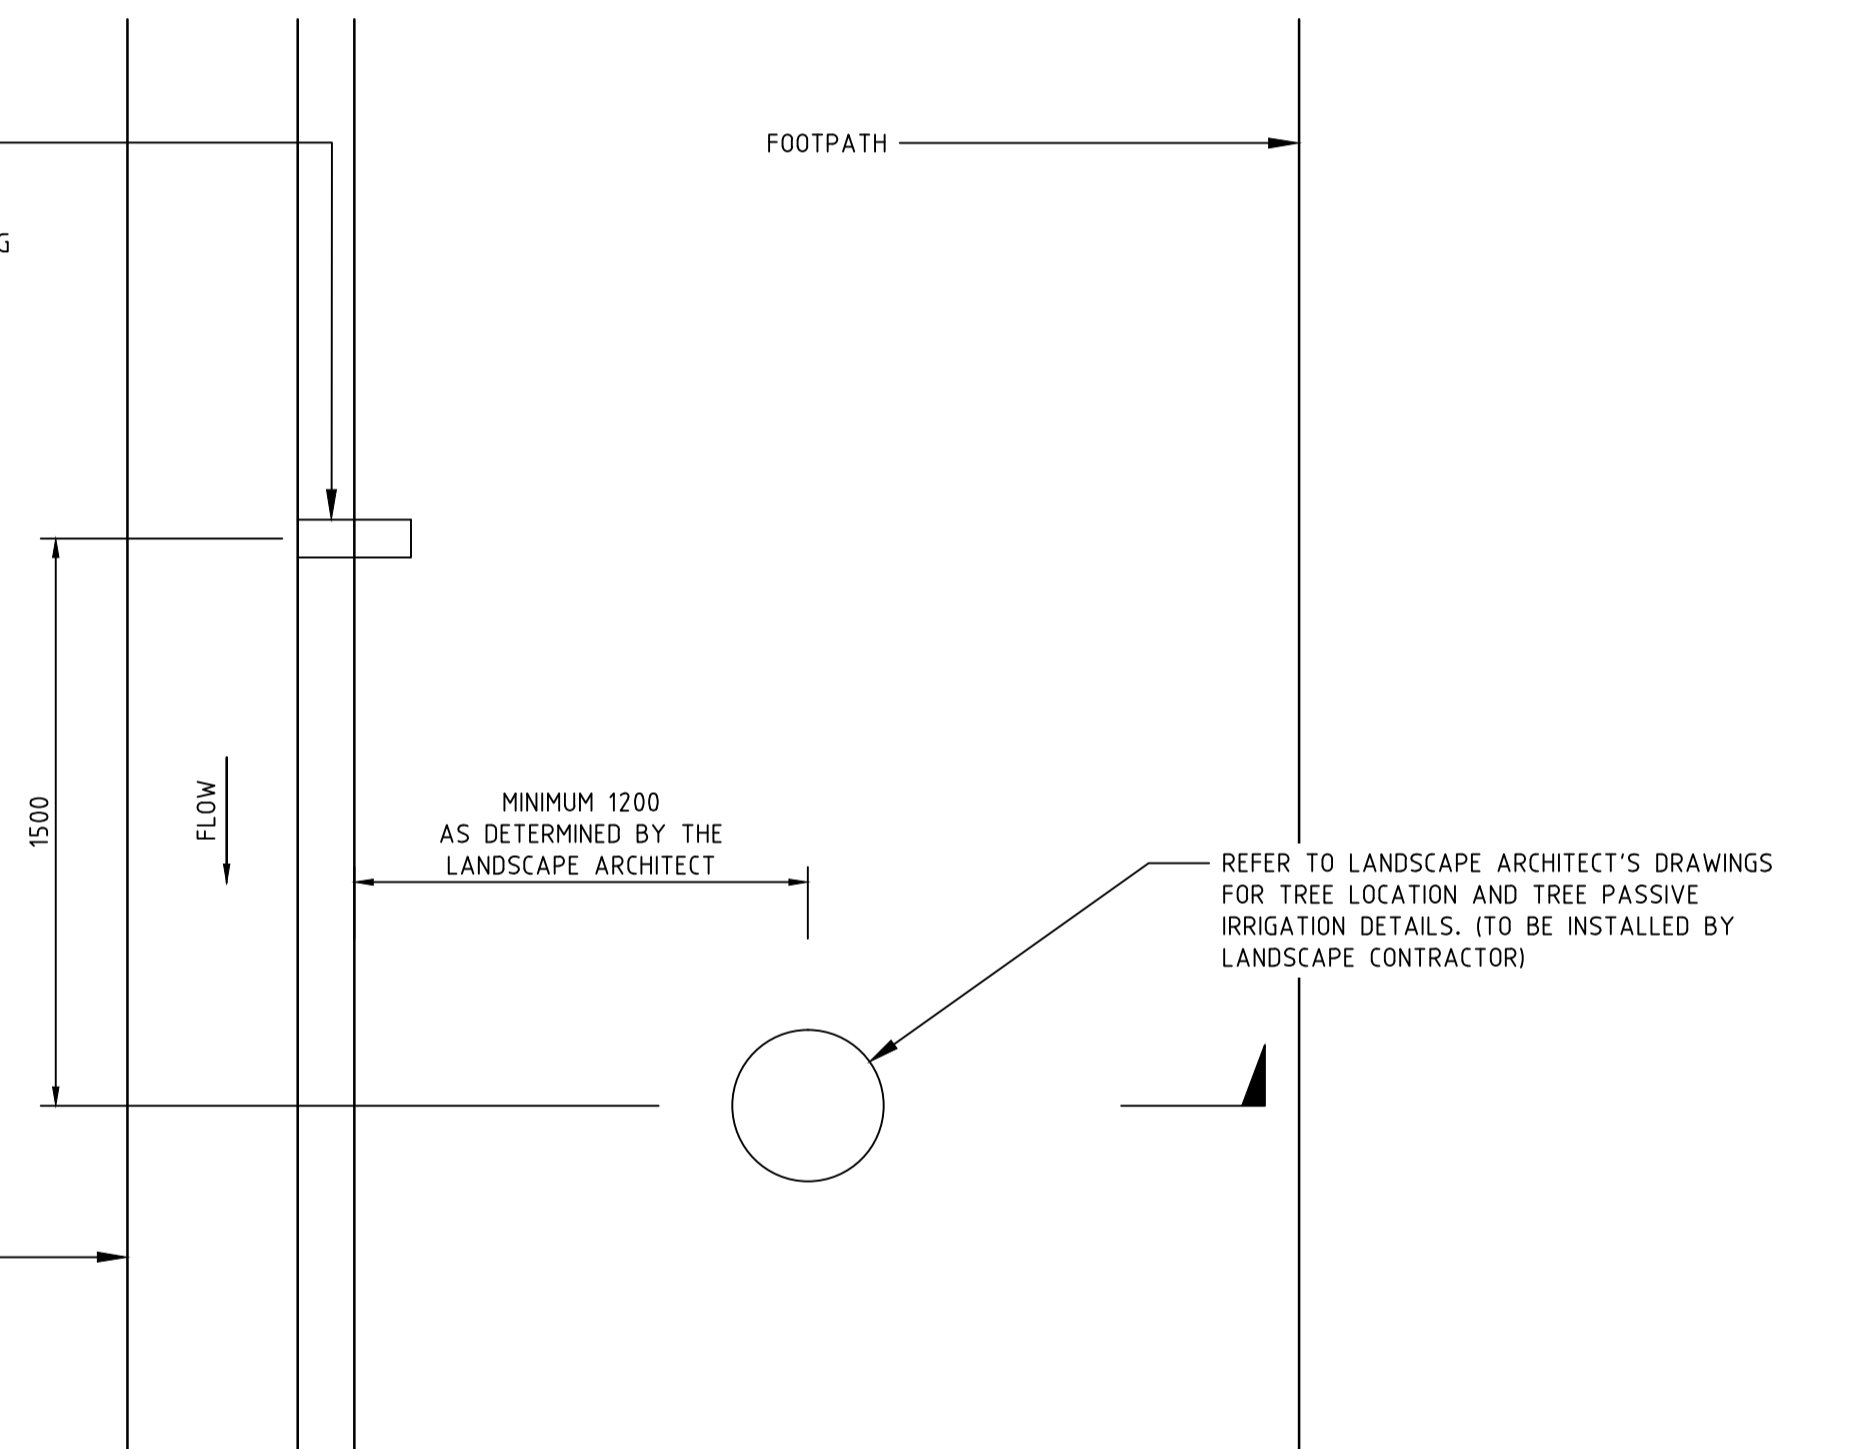 FOOTPATH
G
MINIMUM 1200
AS DETERMINED BY THE
LANDSCAPE ARCHITECT
FLOW
1500
REFER TO LANDSCAPE ARCHITECT'S DRAWINGS
FOR TREE LOCATION AND TREE PASSIVE
IRRIGATION DETAILS. (TO BE INSTALLED BY
LANDSCAPE CONTRACTOR)